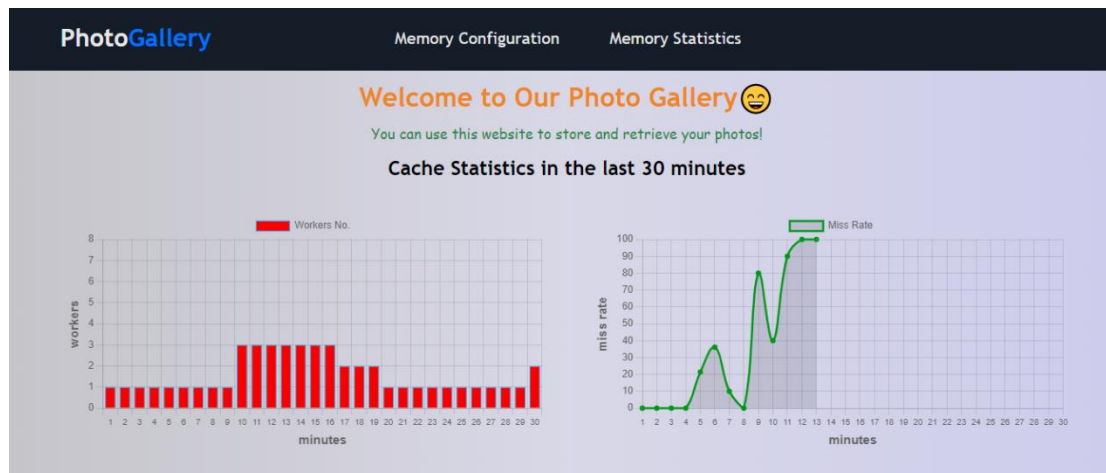 PhotoGallery Memory Configuration Memory Statistics
Welcome to Our Photo Gallery😄
You can use this website to store and retrieve your photos!
Cache Statistics in the last 30 minutes
Workers No.
8
7
6
5
4
3
2
1
0
workers
1 2 3 4 5 6 7 8 9 10 11 12 13 14 15 16 17 18 19 20 21 22 23 24 25 26 27 28 29 30
minutes
Miss Rate
100
90
80
70
60
50
40
30
20
10
0
miss rate
1 2 3 4 5 6 7 8 9 10 11 12 13 14 15 16 17 18 19 20 21 22 23 24 25 26 27 28 29 30
minutes